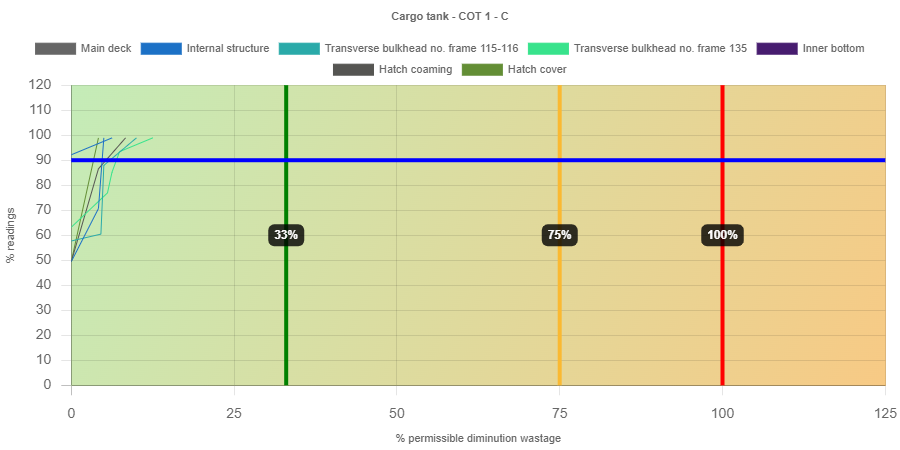 Cargo tank - COT 1 - C
Main deck Internal structure Transverse bulkhead no. frame 115-116 Transverse bulkhead no. frame 135 Inner bottom
Hatch coaming Hatch cover
120
110
100
90
80
70
60
50
40
30
20
10
0
% readings
33% 75% 100%
0 25 50 75 100 125
% permissible diminution wastage